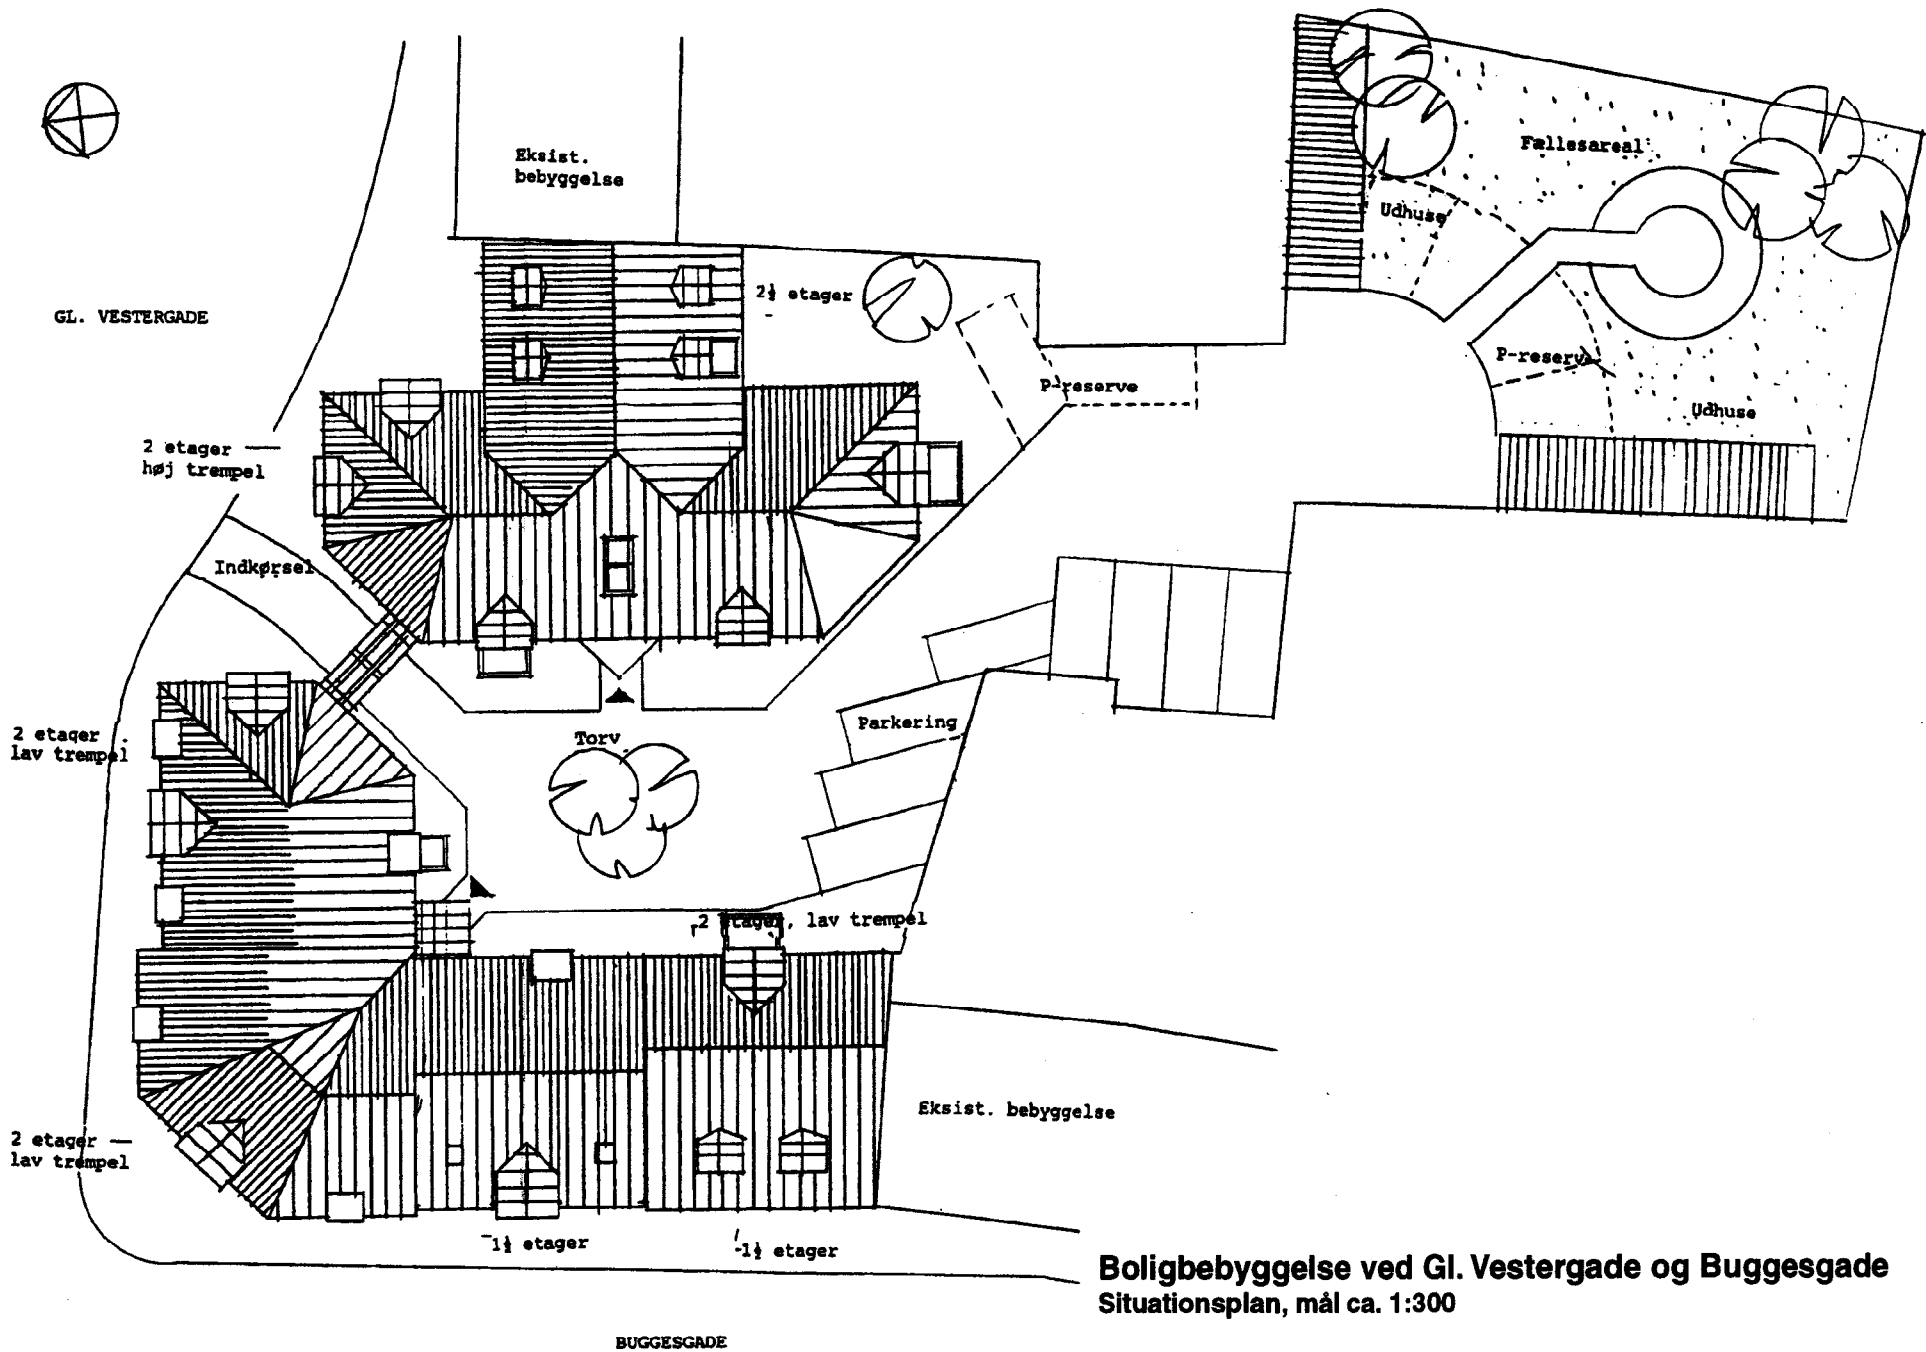 Eksist.
bebyggelse
Fællesareal
Udhuse
GL. VESTERGADE
2½ etager
P-reserve
P-reserve
Udhuse
2 etager
høj trempel
Indkørsel
2 etager
lav trempel
Torv
Parkering
2 etager, lav trempel
Eksist. bebyggelse
2 etager
lav trempel
1½ etager
1½ etager
Boligbebyggelse ved Gl. Vestergade og Buggesgade
Situationsplan, mål ca. 1:300
BUGGESGADE